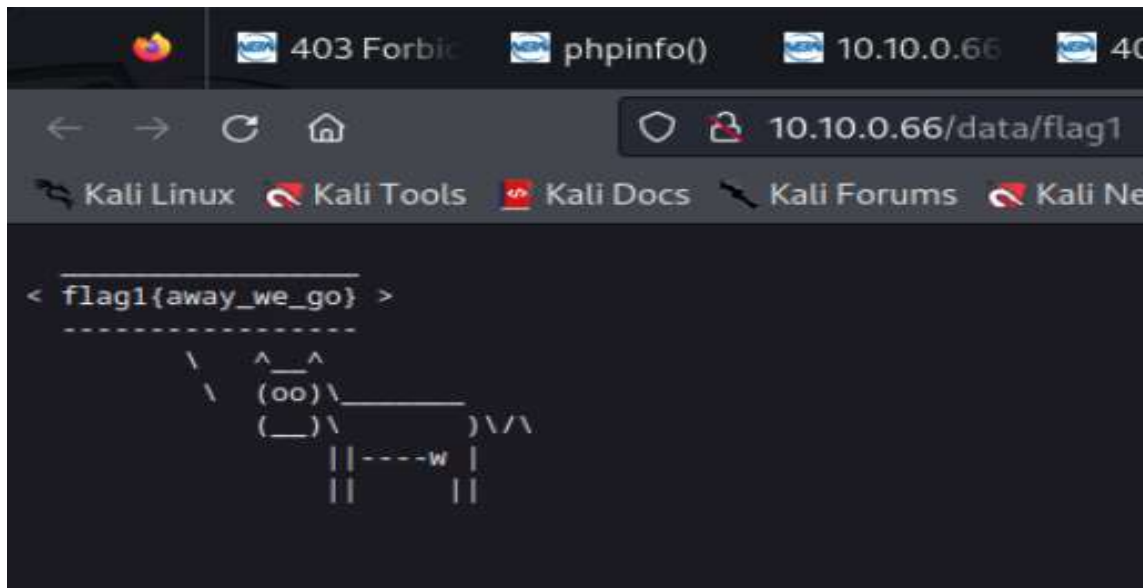 403 Forbic phpinfo() 10.10.0.66 40
10.10.0.66/data/flag1
Kali Linux Kali Tools Kali Docs Kali Forums Kali Ne
< flag1{away_we_go} >
------------------
\ ^__^
\ (oo)\_______
(__)\ )\/\
||----w |
|| ||